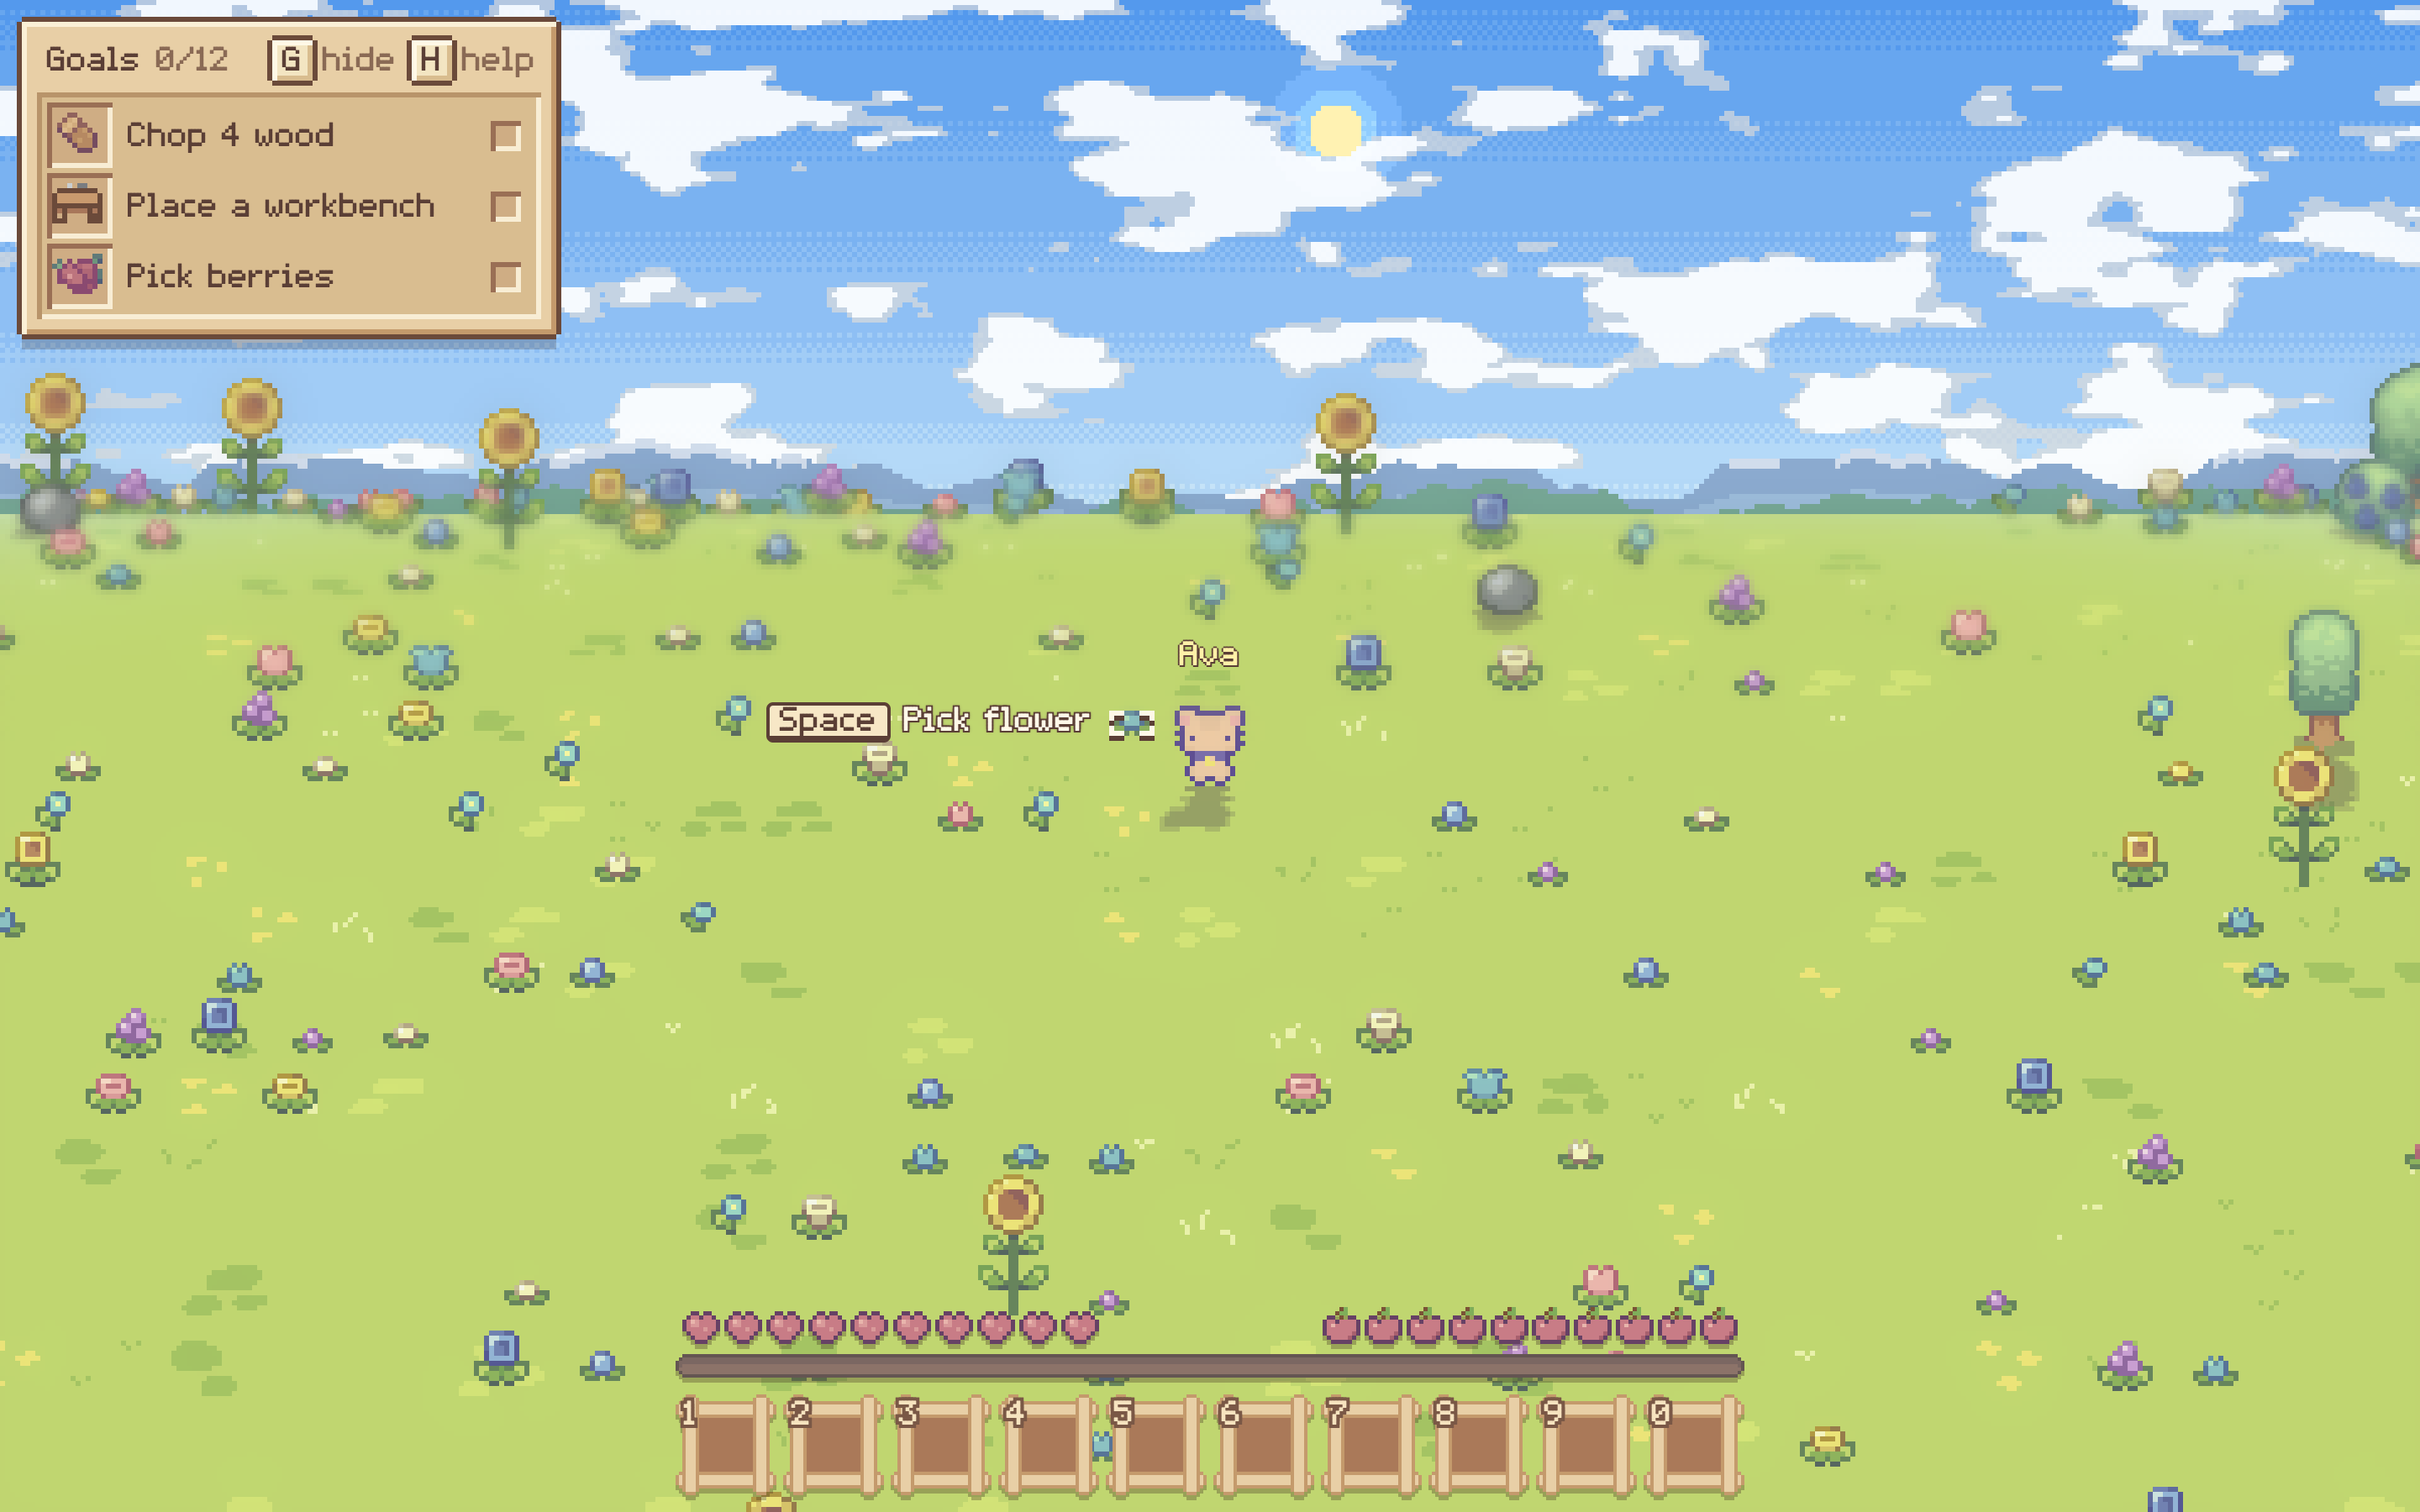 Goals 0/12 G hide H help
Chop 4 wood
Place a workbench
Pick berries
Ava
Space Pick flower
1 2 3 4 5 6 7 8 9 0